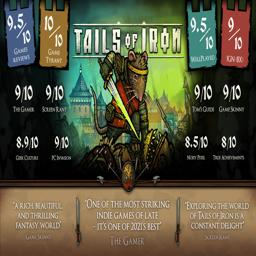 9.5/10
GAMES REVIEWS
10/10
GAME TYRANT
TAILS OF IRON
9.5/10
WELLPLAYED
9/10
IGN ADD
9/10
THE GAMER
9/10
SCREEN RANT
9/10
TOM'S GUIDE
9/10
GAME SKINNY
8.9/10
GEEK CULTURE
9/10
PC INVASION
8.5/10
NOISY PIXEL
8/10
TRUE ACHIEVEMENTS
"A RICH, BEAUTIFUL,
AND THRILLING
FANTASY WORLD"
GAME SKINNY
"ONE OF THE MOST STRIKING
INDIE GAMES OF LATE
– IT'S ONE OF 2021'S BEST"
THE GAMER
"EXPLORING THE WORLD
OF TAILS OF IRON IS A
CONSTANT DELIGHT"
SCREEN RANT